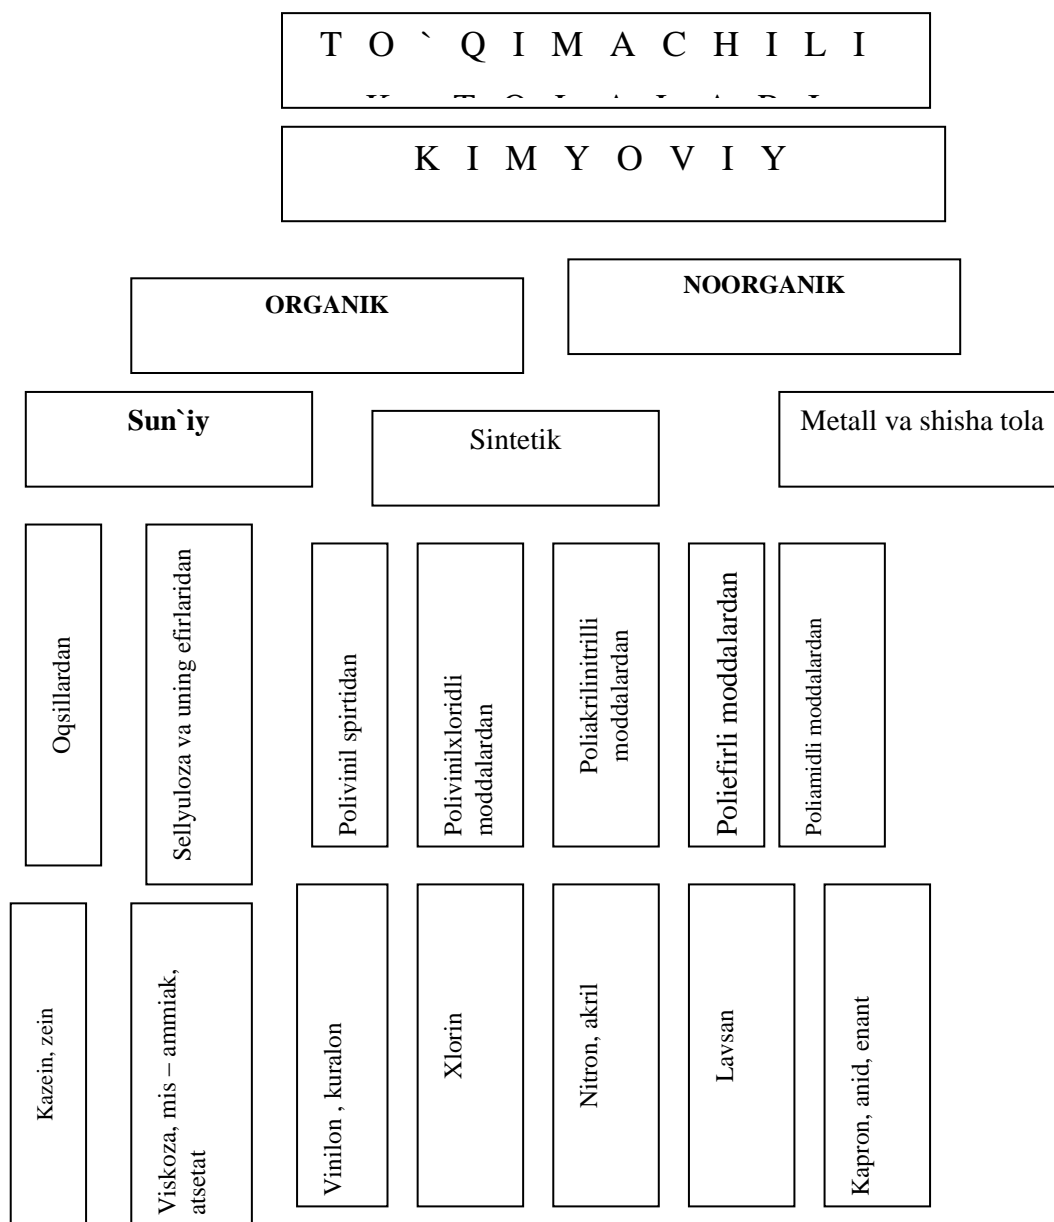 T O ` Q I M A C H I L I
K T O L A L A R I
K I M Y O V I Y
ORGANIK
NOORGANIK
Sun`iy
Sintetik
Metall va shisha tola
Oqsillardan
Sellyuloza va uning efirlaridan
Polivinil spirtidan
Polivinilxloridli
moddalardan
Poliakrilinitrilli
moddalardan
Poliefirli moddalardan
Poliamidli moddalardan
Kazein, zein
Viskoza, mis – ammiak,
atsetat
Vinilon , kuralon
Xlorin
Nitron, akril
Lavsan
Kapron, anid, enant